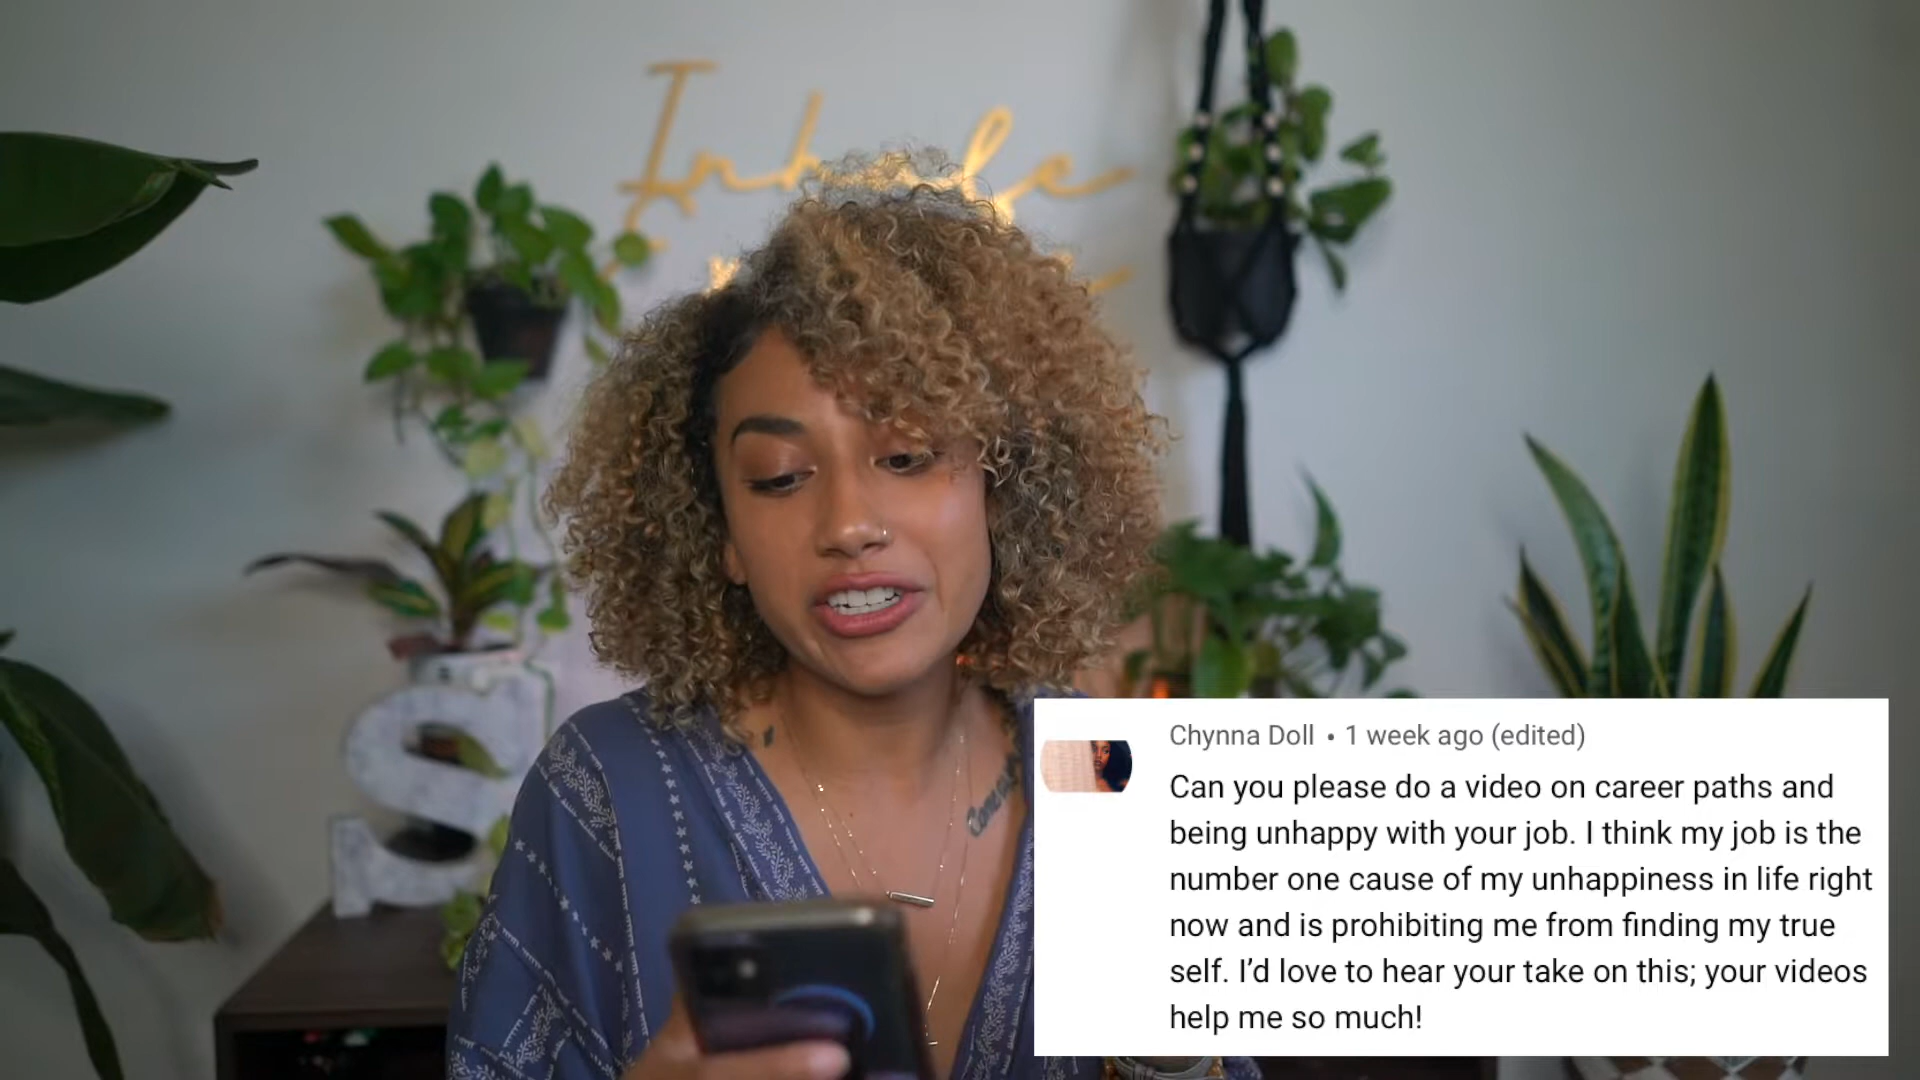 Inhale
Chynna Doll • 1 week ago (edited)
Can you please do a video on career paths and
being unhappy with your job. I think my job is the
number one cause of my unhappiness in life right
now and is prohibiting me from finding my true
self. I'd love to hear your take on this; your videos
help me so much!
S